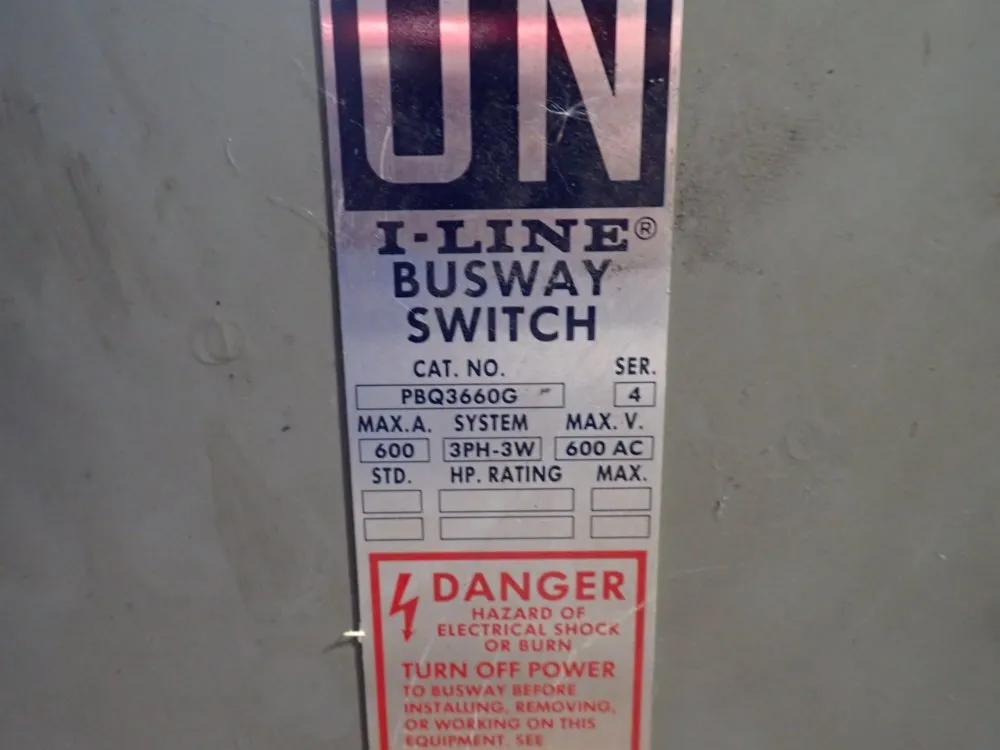 ON
I-LINE®
BUSWAY
SWITCH
CAT. NO. SER.
PBQ3660G 4
MAX.A. SYSTEM MAX. V.
600 3PH-3W 600 AC
STD. HP. RATING MAX.
DANGER
HAZARD OF
ELECTRICAL SHOCK
OR BURN
TURN OFF POWER
TO BUSWAY BEFORE
INSTALLING, REMOVING,
OR WORKING ON THIS
EQUIPMENT. SEE